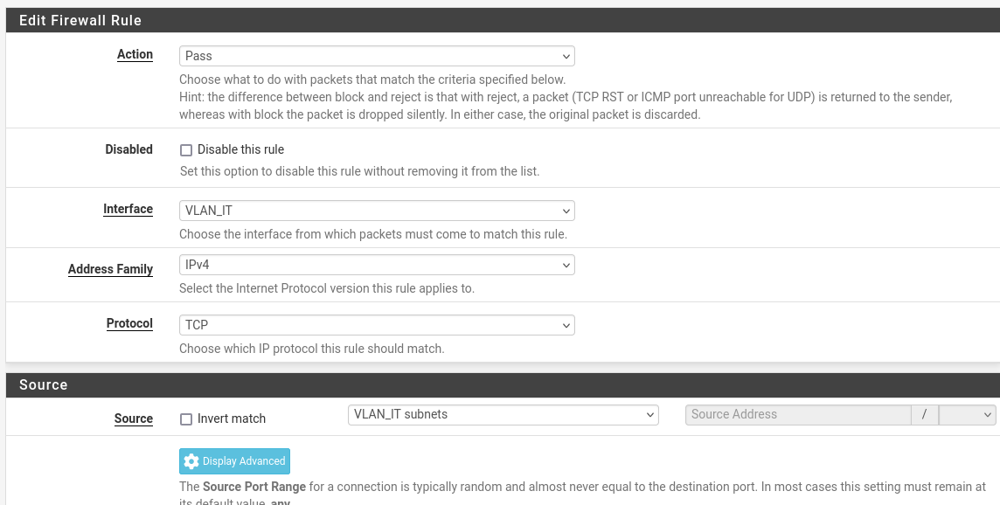 Edit Firewall Rule
Action
Pass
Choose what to do with packets that match the criteria specified below.
Hint: the difference between block and reject is that with reject, a packet (TCP RST or ICMP port unreachable for UDP) is returned to the sender,
whereas with block the packet is dropped silently. In either case, the original packet is discarded.
Disabled
Disable this rule
Set this option to disable this rule without removing it from the list.
Interface
VLAN_IT
Choose the interface from which packets must come to match this rule.
Address Family
IPv4
Select the Internet Protocol version this rule applies to.
Protocol
TCP
Choose which IP protocol this rule should match.
Source
Source
Invert match
VLAN_IT subnets
Source Address
/
Display Advanced
The Source Port Range for a connection is typically random and almost never equal to the destination port. In most cases this setting must remain at
its default value, any.